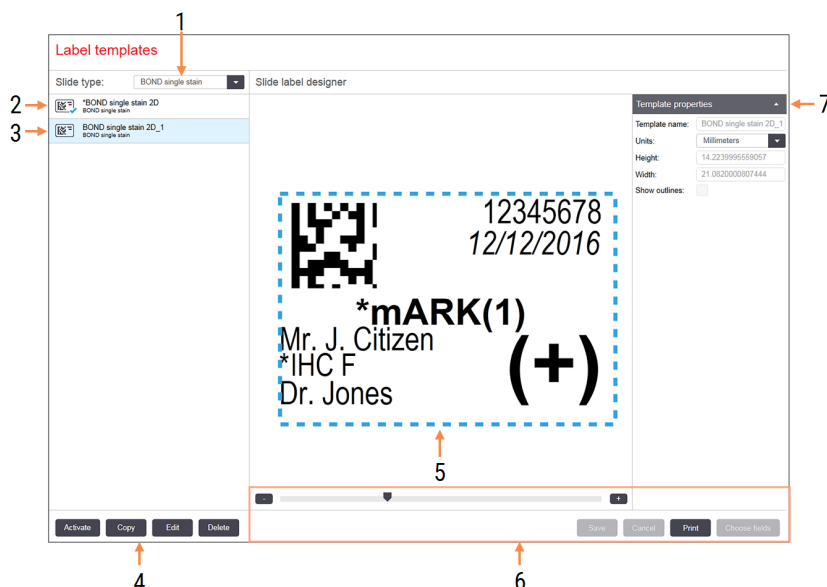 1
Label templates
Slide type: BOND single stain
Slide label designer
2
*BOND single stain 2D
BOND single stain
3
BOND single stain 2D_1
BOND single stain
Template properties
7
Template name: BOND single stain 2D_1
Units: Millimeters
Height: 14.2239995559057
Width: 21.0820000807444
Show outlines:
12345678
12/12/2016
*mARK(1)
Mr. J. Citizen
*IHC F
Dr. Jones
(+)
5
- +
Activate Copy Edit Delete
Save Cancel Print Choose fields
4
6